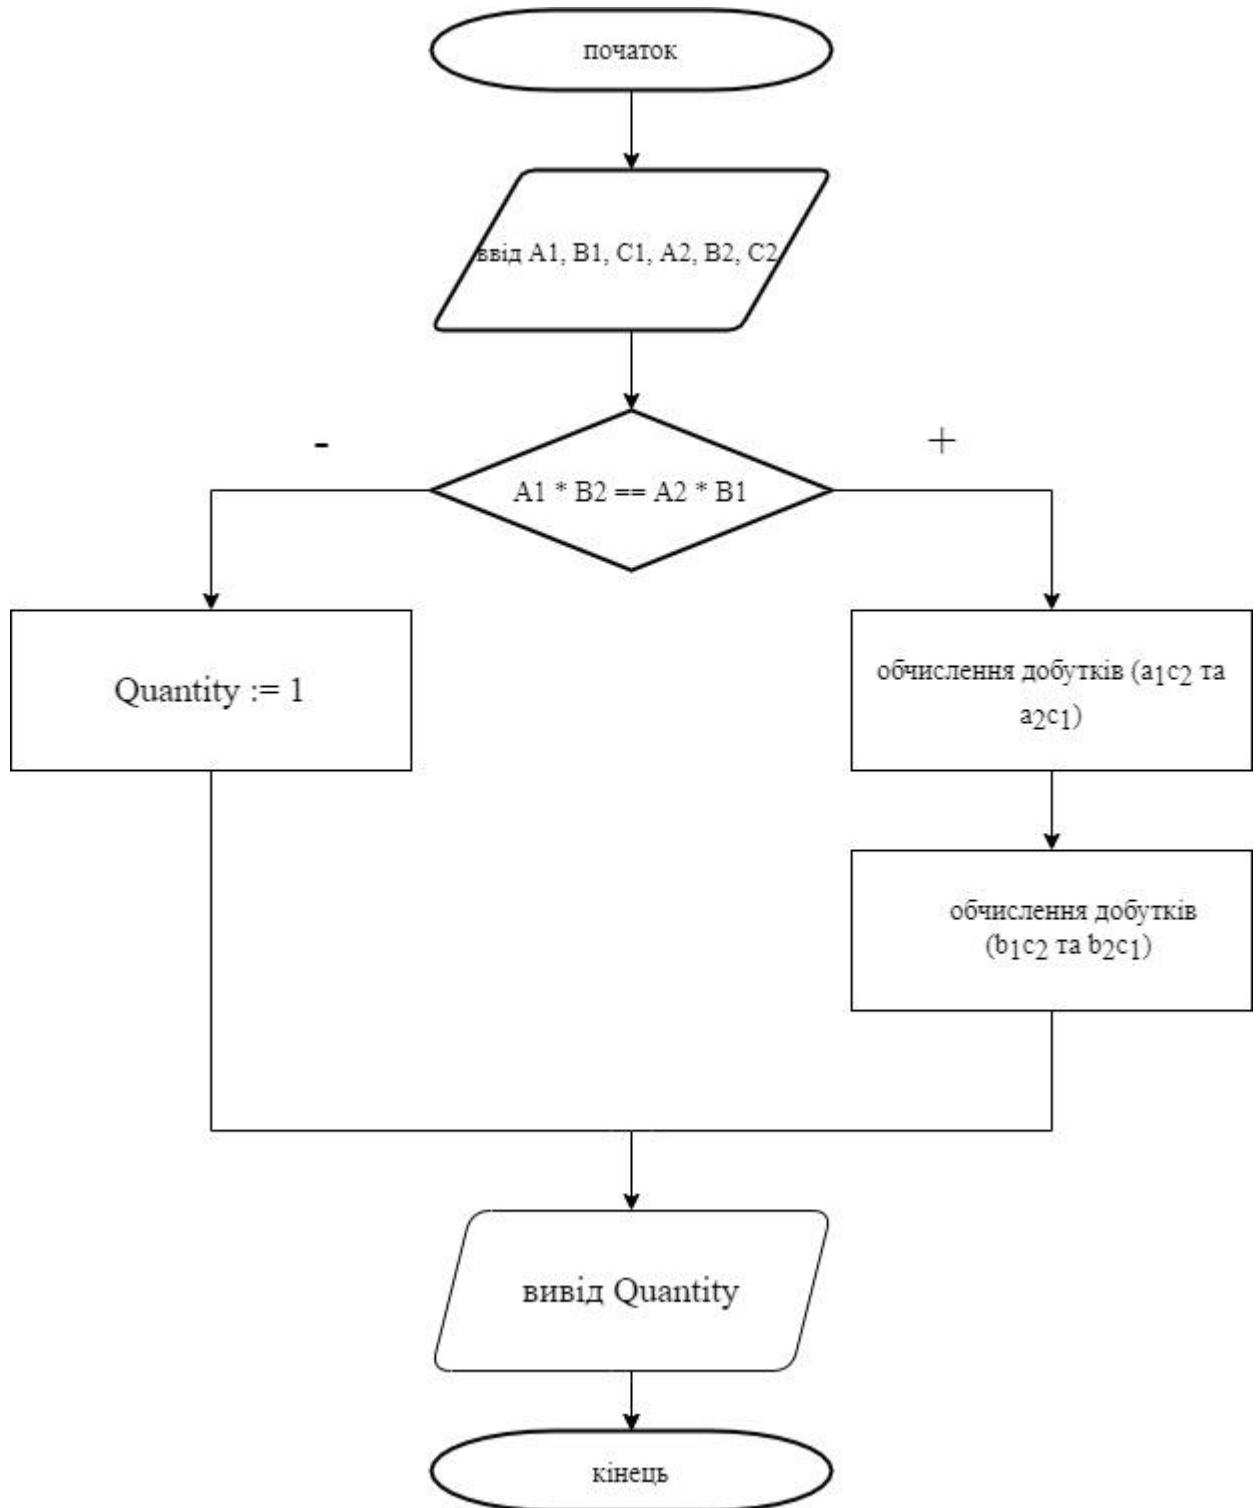 початок
ввід A1, B1, C1, A2, B2, C2
-
+
A1 * B2 == A2 * B1
Quantity := 1
обчислення добутків (a₁c₂ та
a₂c₁)
обчислення добутків
(b₁c₂ та b₂c₁)
вивід Quantity
кінець